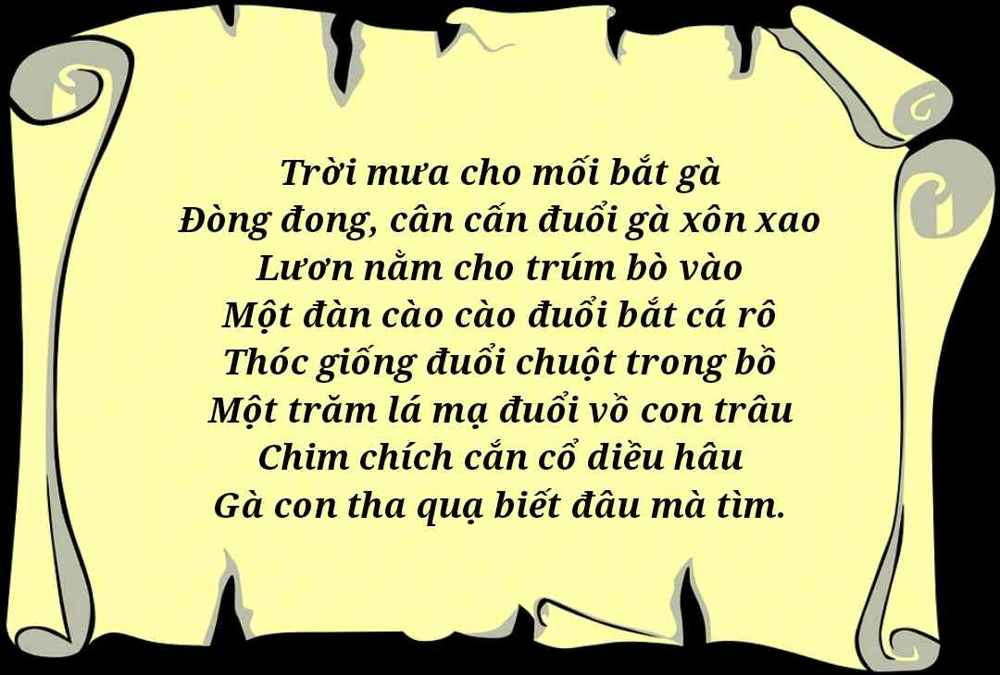 Trời mưa cho mối bắt gà
Đòng đong, cân cấn đuổi gà xôn xao
Lươn nằm cho trúm bò vào
Một đàn cào cào đuổi bắt cá rô
Thóc giống đuổi chuột trong bồ
Một trăm lá mạ đuổi vồ con trâu
Chim chích cắn cổ diều hâu
Gà con tha quạ biết đâu mà tìm.